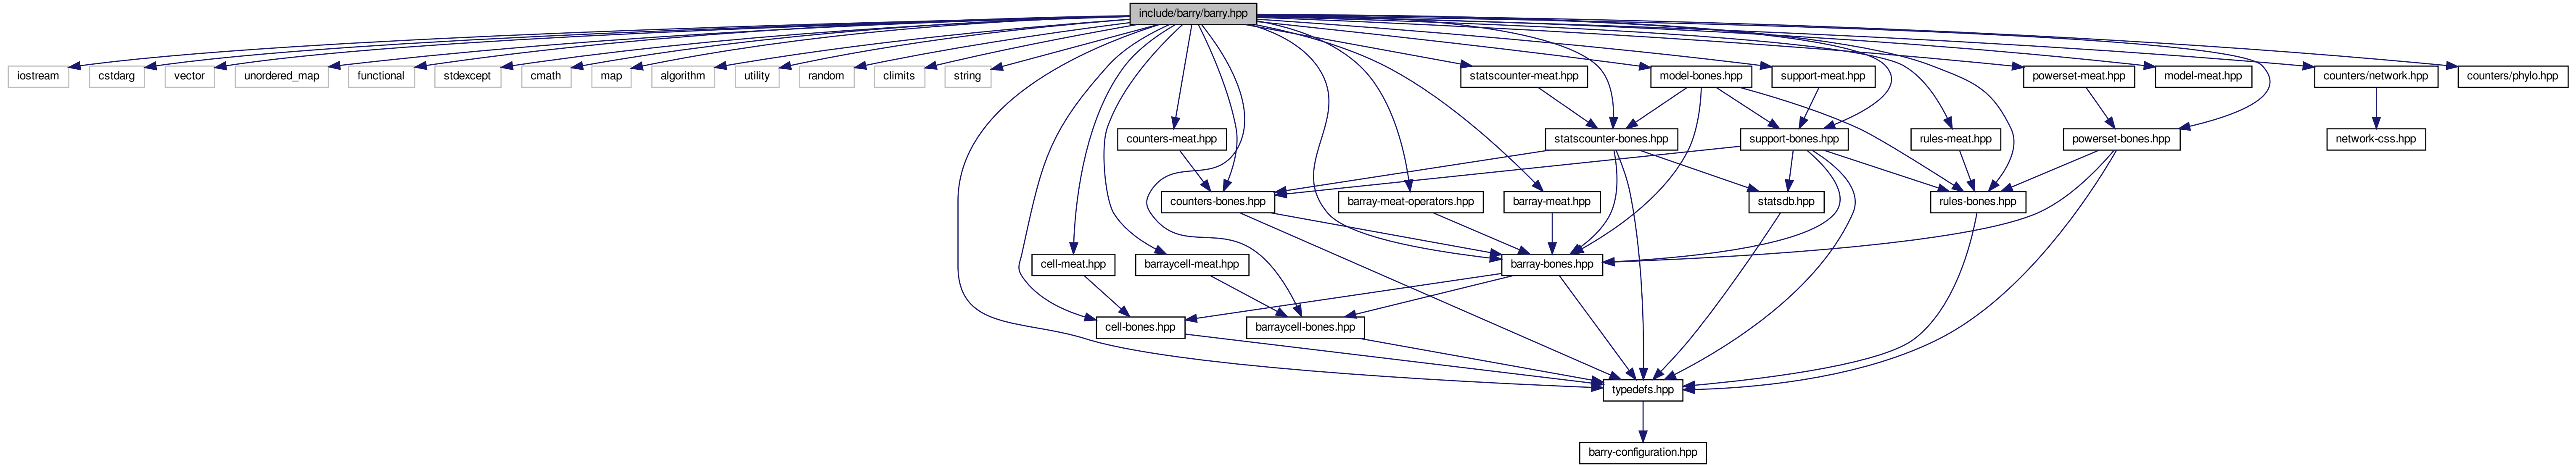 include/barry/barry.hpp
iostream
cstdarg
vector
unordered_map
functional
stdexcept
cmath
map
algorithm
utility
random
climits
string
statscounter-meat.hpp
model-bones.hpp
support-meat.hpp
powerset-meat.hpp
model-meat.hpp
counters/network.hpp
counters/phylo.hpp
counters-meat.hpp
statscounter-bones.hpp
support-bones.hpp
rules-meat.hpp
powerset-bones.hpp
network-css.hpp
counters-bones.hpp
barray-meat-operators.hpp
barray-meat.hpp
statsdb.hpp
rules-bones.hpp
cell-meat.hpp
barraycell-meat.hpp
barray-bones.hpp
cell-bones.hpp
barraycell-bones.hpp
typedefs.hpp
barry-configuration.hpp